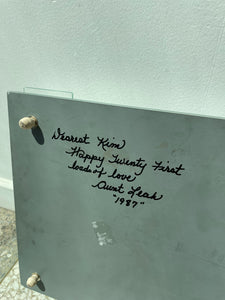 Dearest Kim
Happy Twenty First
loads of love
Aunt Leah
"1987"